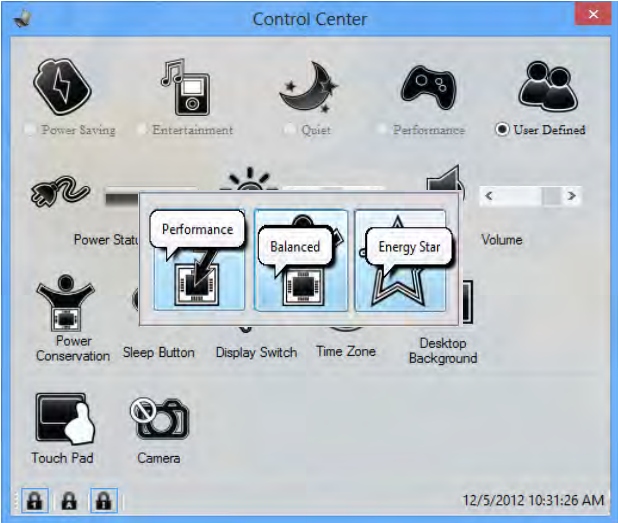 Control Center
Power Saving
Entertainment
Quiet
Performance
User Defined
Performance
Balanced
Energy Star
Power Statu
Volume
Power
Conservation
Sleep Button
Display Switch
Time Zone
Desktop
Background
Touch Pad
Camera
12/5/2012 10:31:26 AM